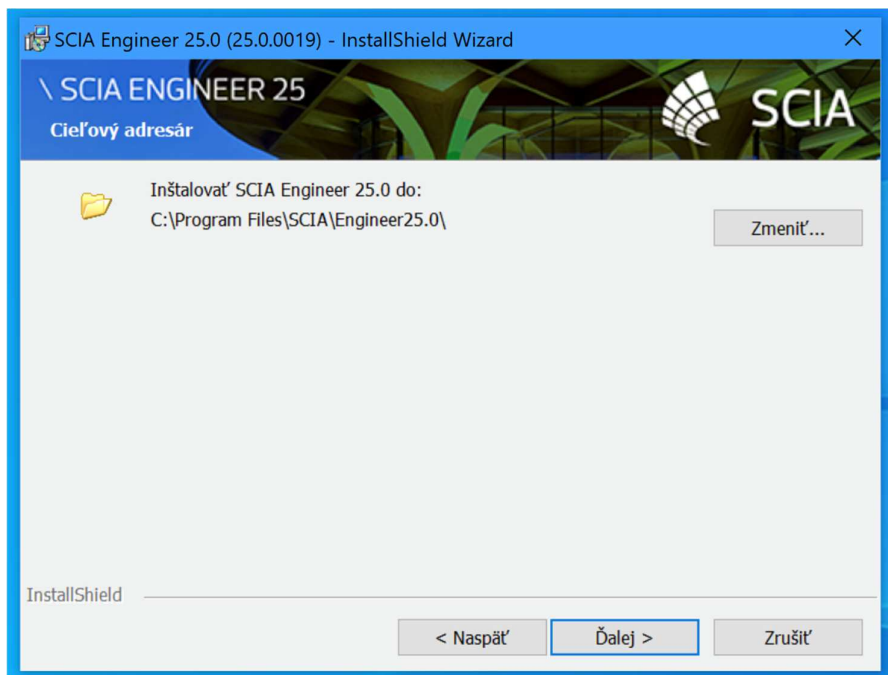 SCIA Engineer 25.0 (25.0.0019) - InstallShield Wizard
\ SCIA ENGINEER 25
SCIA
Cieľový adresár
Inštalovať SCIA Engineer 25.0 do:
C:\Program Files\SCIA\Engineer25.0\
Zmeniť...
InstallShield
< Naspäť
Ďalej >
Zrušiť